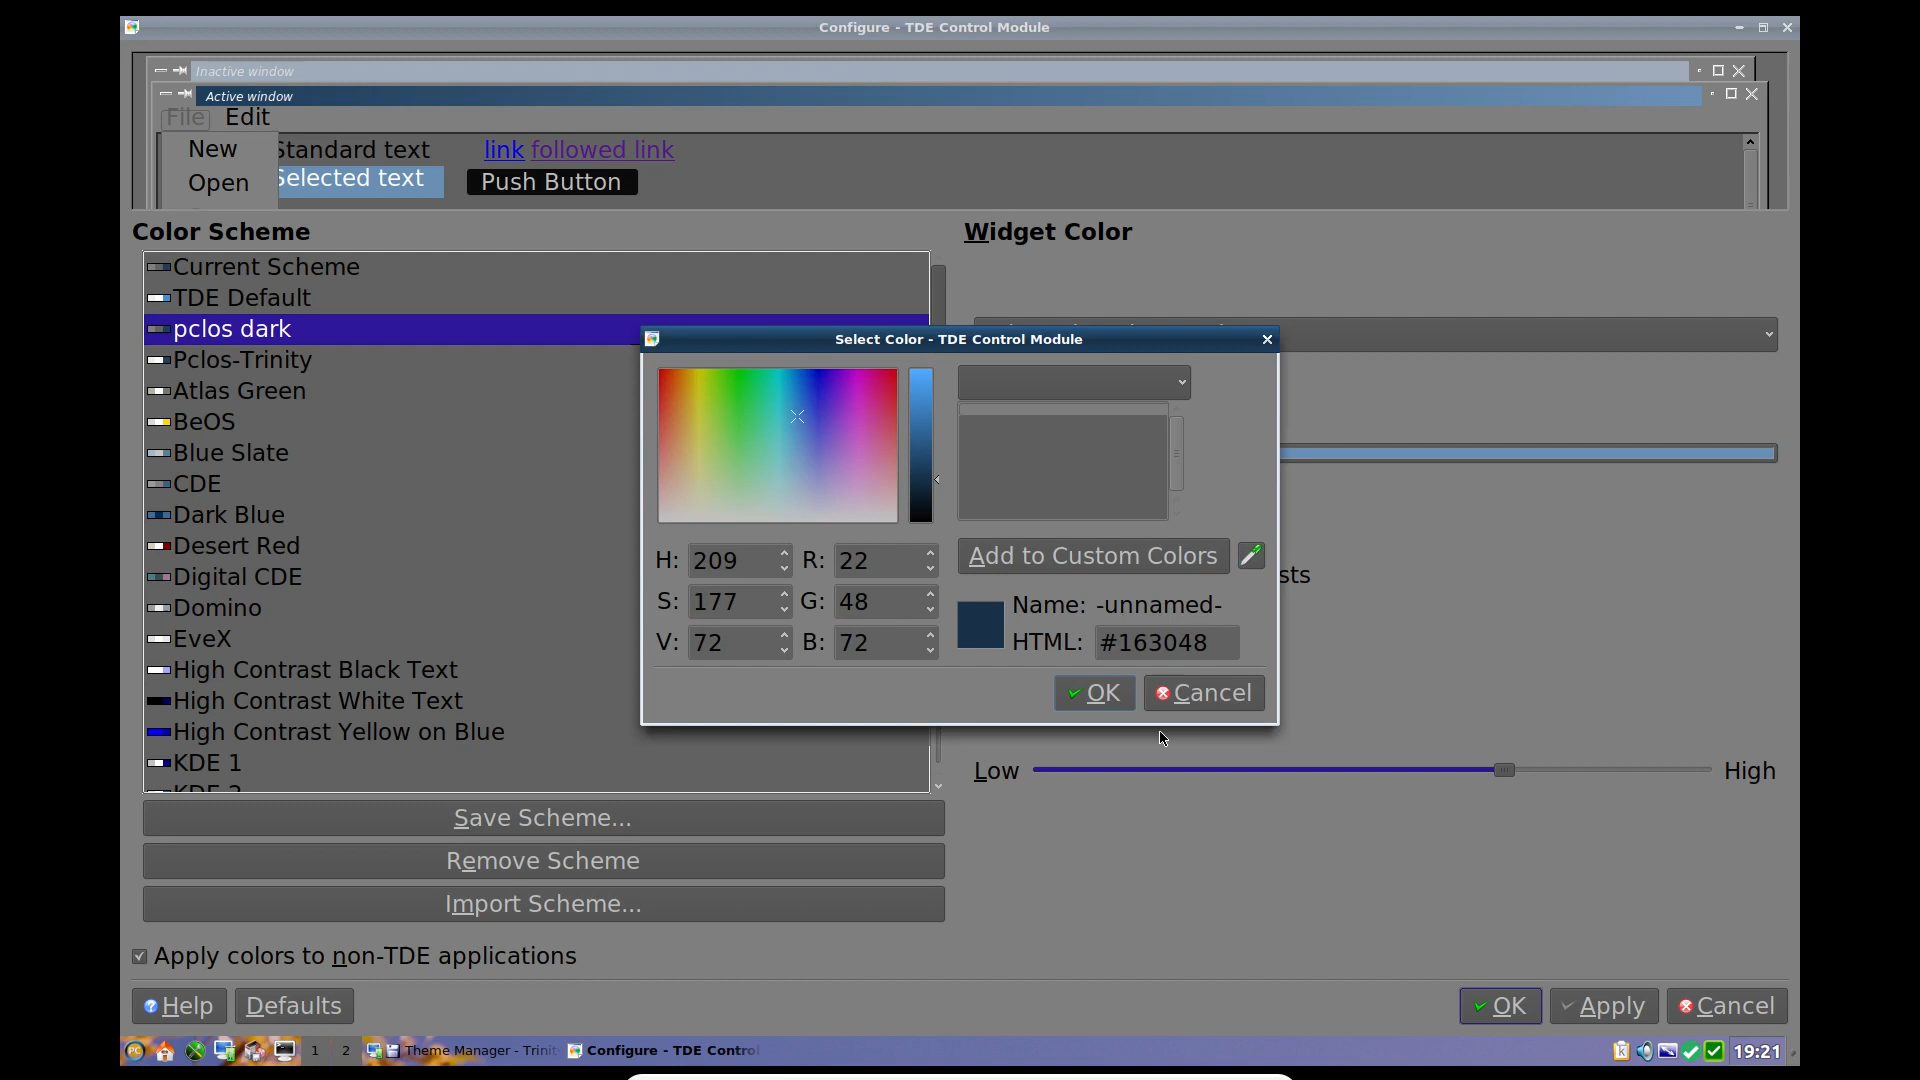 Configure - TDE Control Module
Inactive window
Active window
File Edit
New
Standard text link followed link
Open
Selected text Push Button
Color Scheme
Widget Color
Current Scheme
TDE Default
pclos dark
Pclos-Trinity
Atlas Green
BeOS
Blue Slate
CDE
Dark Blue
Desert Red
Digital CDE
Domino
EveX
High Contrast Black Text
High Contrast White Text
High Contrast Yellow on Blue
KDE 1
KDE 2
Select Color - TDE Control Module
H: 209 R: 22
S: 177 G: 48
V: 72 B: 72
Add to Custom Colors
Name: -unnamed-
HTML: #163048
OK Cancel
sts
Low High
Save Scheme...
Remove Scheme
Import Scheme...
Apply colors to non-TDE applications
Help Defaults OK Apply Cancel
1 2 Theme Manager - Trinit Configure - TDE Control 19:21